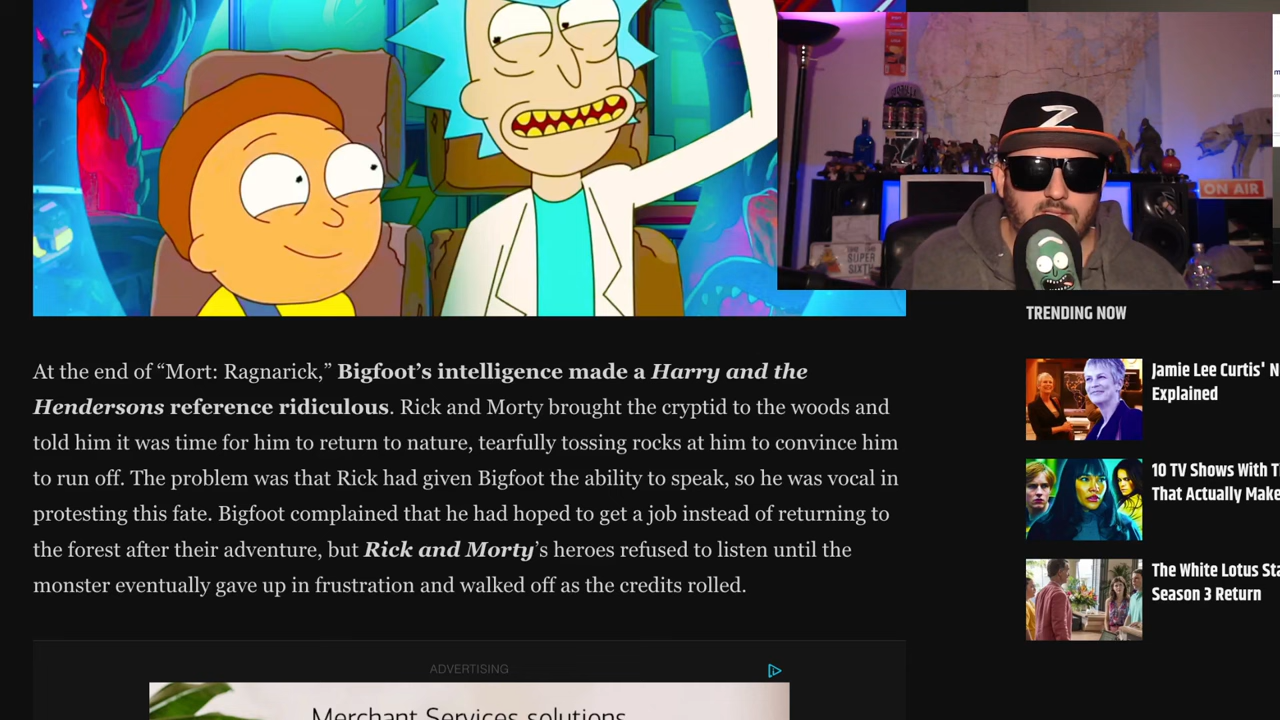 Z
ON AIR
SUPER
SIXTH
TRENDING NOW
Jamie Lee Curtis' N
Explained
10 TV Shows With T
That Actually Make
The White Lotus Sta
Season 3 Return
At the end of “Mort: Ragnarick,” Bigfoot’s intelligence made a Harry and the
Hendersons reference ridiculous. Rick and Morty brought the cryptid to the woods and
told him it was time for him to return to nature, tearfully tossing rocks at him to convince him
to run off. The problem was that Rick had given Bigfoot the ability to speak, so he was vocal in
protesting this fate. Bigfoot complained that he had hoped to get a job instead of returning to
the forest after their adventure, but Rick and Morty’s heroes refused to listen until the
monster eventually gave up in frustration and walked off as the credits rolled.
ADVERTISING
Merchant Services solutions